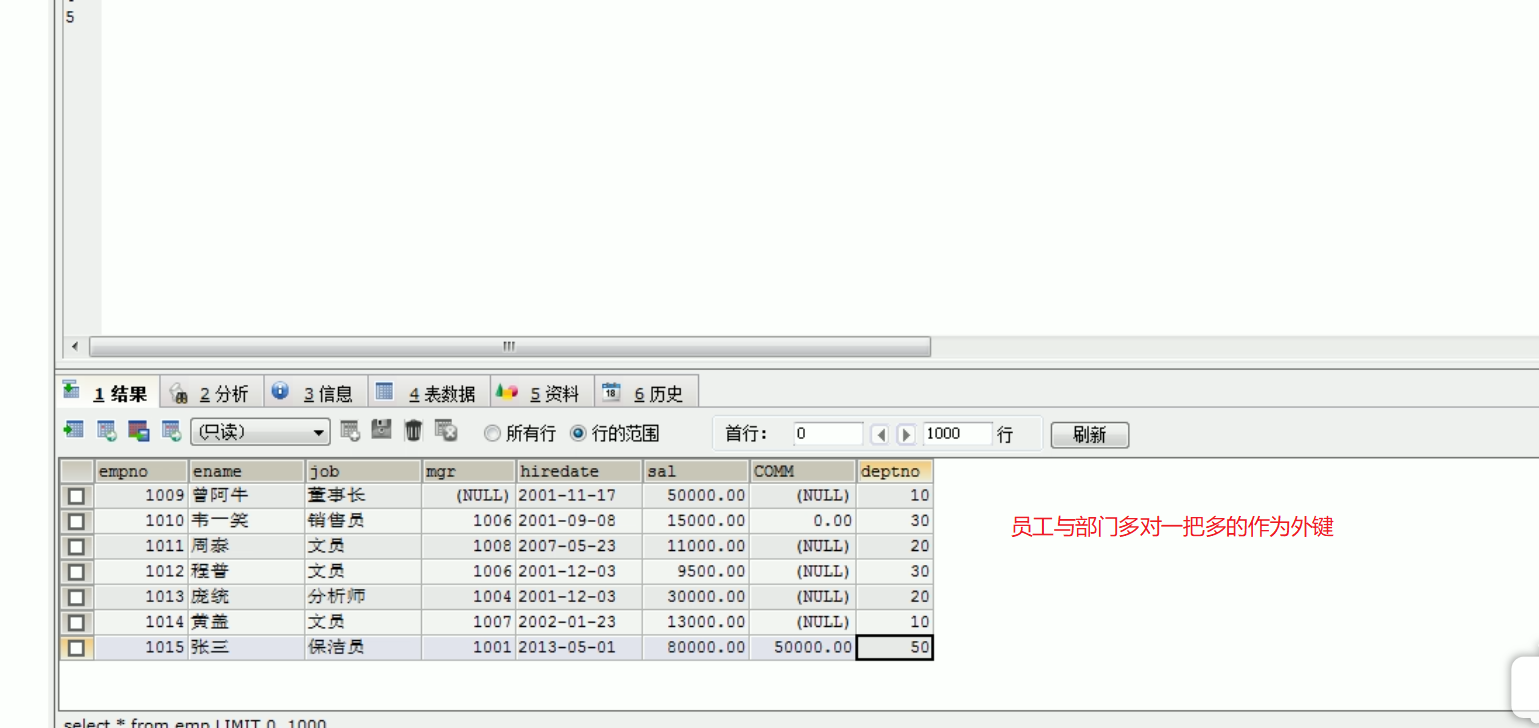 5
1 结果 2 分析 3 信息 4 表数据 5 资料 6 历史
(只读) 所有行 行的范围 首行: 0 1000 行 刷新
empno ename job mgr hiredate sal COMM deptno
1009 曾阿牛 董事长 (NULL) 2001-11-17 50000.00 (NULL) 10
1010 韦一笑 销售员 1006 2001-09-08 15000.00 0.00 30
员工与部门多对一把多的作为外键
1011 周泰 文员 1008 2007-05-23 11000.00 (NULL) 20
1012 程普 文员 1006 2001-12-03 9500.00 (NULL) 30
1013 庞统 分析师 1004 2001-12-03 30000.00 (NULL) 20
1014 黄盖 文员 1007 2002-01-23 13000.00 (NULL) 10
1015 张三 保洁员 1001 2013-05-01 80000.00 50000.00 50
select * from emp LIMIT 0, 1000